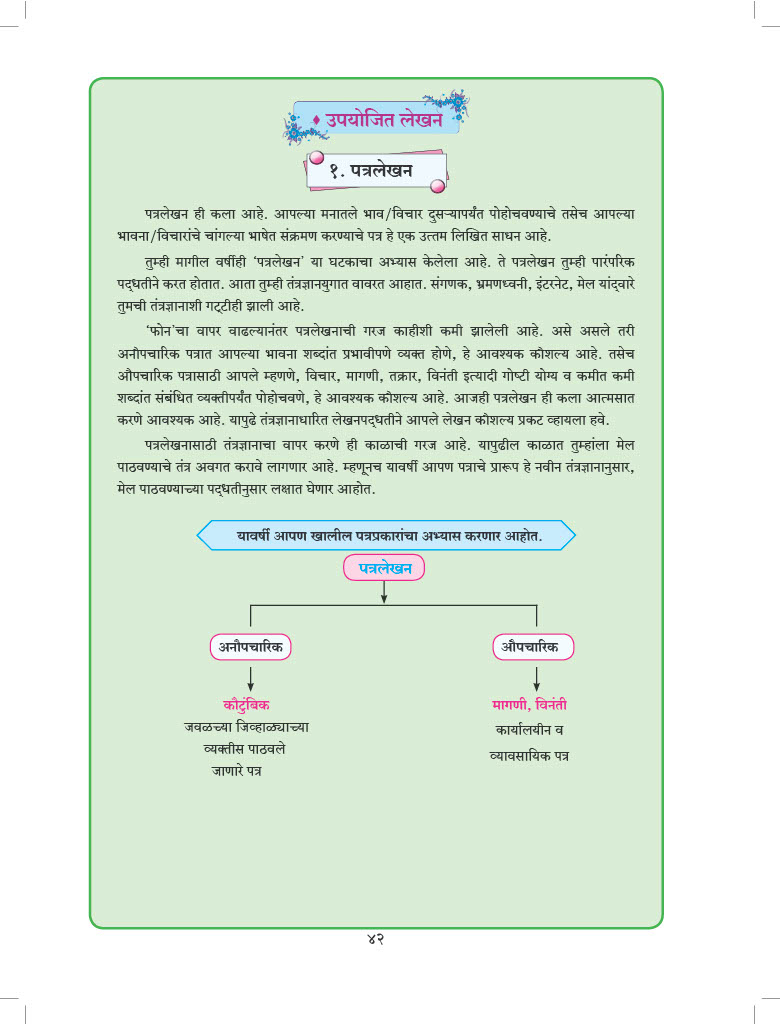 ♦ उपयोजित लेखन
१. पत्रलेखन
पत्रलेखन ही कला आहे. आपल्या मनातले भाव/विचार दुसऱ्यापर्यंत पोहोचवण्याचे तसेच आपल्या
भावना/विचारांचे चांगल्या भाषेत संक्रमण करण्याचे पत्र हे एक उत्तम लिखित साधन आहे.
तुम्ही मागील वर्षीही ‘पत्रलेखन’ या घटकाचा अभ्यास केलेला आहे. ते पत्रलेखन तुम्ही पारंपरिक
पद्धतीने करत होतात. आता तुम्ही तंत्रज्ञानयुगात वावरत आहात. संगणक, भ्रमणध्वनी, इंटरनेट, मेल यांद्वारे
तुमची तंत्रज्ञानाशी गट्टीही झाली आहे.
‘फोन’चा वापर वाढल्यानंतर पत्रलेखनाची गरज काहीशी कमी झालेली आहे. असे असले तरी
अनौपचारिक पत्रात आपल्या भावना शब्दांत प्रभावीपणे व्यक्त होणे, हे आवश्यक कौशल्य आहे. तसेच
औपचारिक पत्रासाठी आपले म्हणणे, विचार, मागणी, तक्रार, विनंती इत्यादी गोष्टी योग्य व कमीत कमी
शब्दांत संबंधित व्यक्तीपर्यंत पोहोचवणे, हे आवश्यक कौशल्य आहे. आजही पत्रलेखन ही कला आत्मसात
करणे आवश्यक आहे. यापुढे तंत्रज्ञानाधारित लेखनपद्धतीने आपले लेखन कौशल्य प्रकट व्हायला हवे.
पत्रलेखनासाठी तंत्रज्ञानाचा वापर करणे ही काळाची गरज आहे. यापुढील काळात तुम्हांला मेल
पाठवण्याचे तंत्र अवगत करावे लागणार आहे. म्हणूनच यावर्षी आपण पत्राचे प्रारूप हे नवीन तंत्रज्ञानानुसार,
मेल पाठवण्याच्या पद्धतीनुसार लक्षात घेणार आहोत.
यावर्षी आपण खालील पत्रप्रकारांचा अभ्यास करणार आहोत.
पत्रलेखन
अनौपचारिक
औपचारिक
कौटुंबिक
जवळच्या जिव्हाळ्याच्या
व्यक्तीस पाठवले
जाणारे पत्र
मागणी, विनंती
कार्यालयीन व
व्यावसायिक पत्र
४२